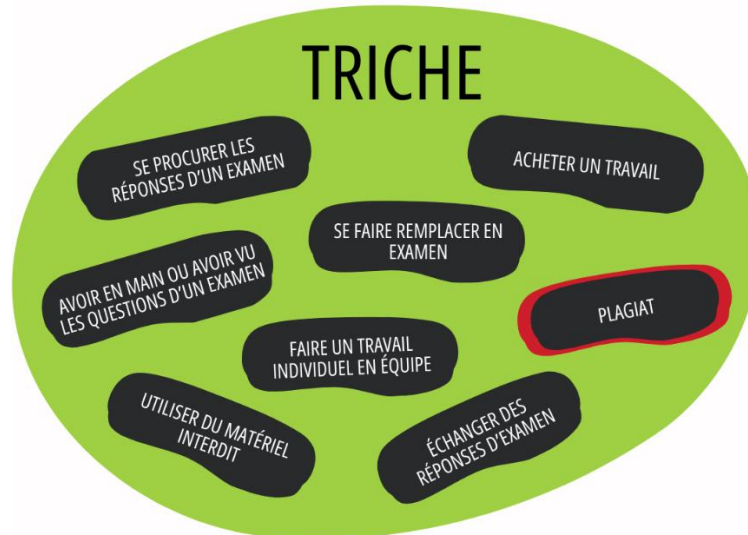 TRICHE
SE PROCURER LES
RÉPONSES D'UN EXAMEN
ACHETER UN TRAVAIL
SE FAIRE REMPLACER EN
EXAMEN
AVOIR EN MAIN OU AVOIR VU
LES QUESTIONS D'UN EXAMEN
PLAGIAT
FAIRE UN TRAVAIL
INDIVIDUEL EN ÉQUIPE
UTILISER DU MATÉRIEL
INTERDIT
ÉCHANGER DES
RÉPONSES D'EXAMEN